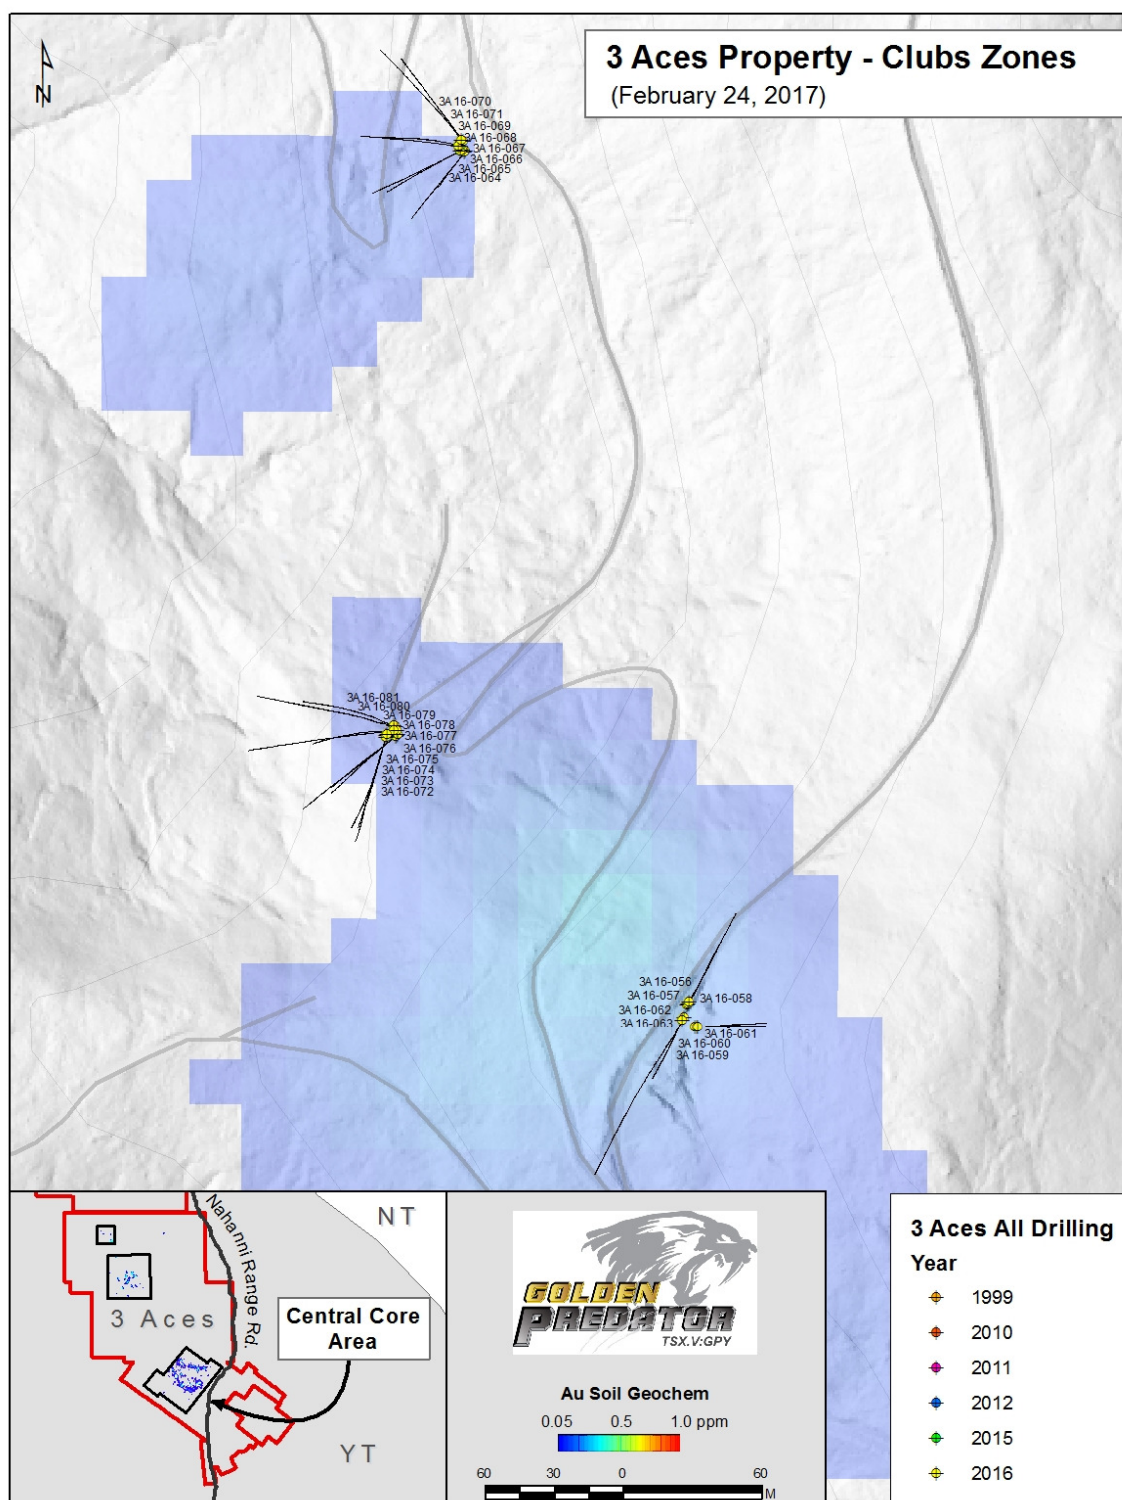 3 Aces Property - Clubs Zones
(February 24, 2017)
N
3A 16-070
3A 16-071
3A 16-069
3A 16-068
3A 16-067
3A 16-066
3A 16-065
3A 16-064
3A 16-081
3A 16-080
3A 16-079
3A 16-078
3A 16-077
3A 16-076
3A 16-075
3A 16-074
3A 16-073
3A 16-072
3A 16-056
3A 16-057
3A 16-058
3A 16-062
3A 16-063
3A 16-061
3A 16-060
3A 16-059
Nahanni Range Rd.
NT
3 Aces
Central Core
Area
YT
GOLDEN
PREDATOR
TSX.V:GPY
Au Soil Geochem
0.05 0.5 1.0 ppm
60 30 0 60
M
3 Aces All Drilling
Year
1999
2010
2011
2012
2015
2016